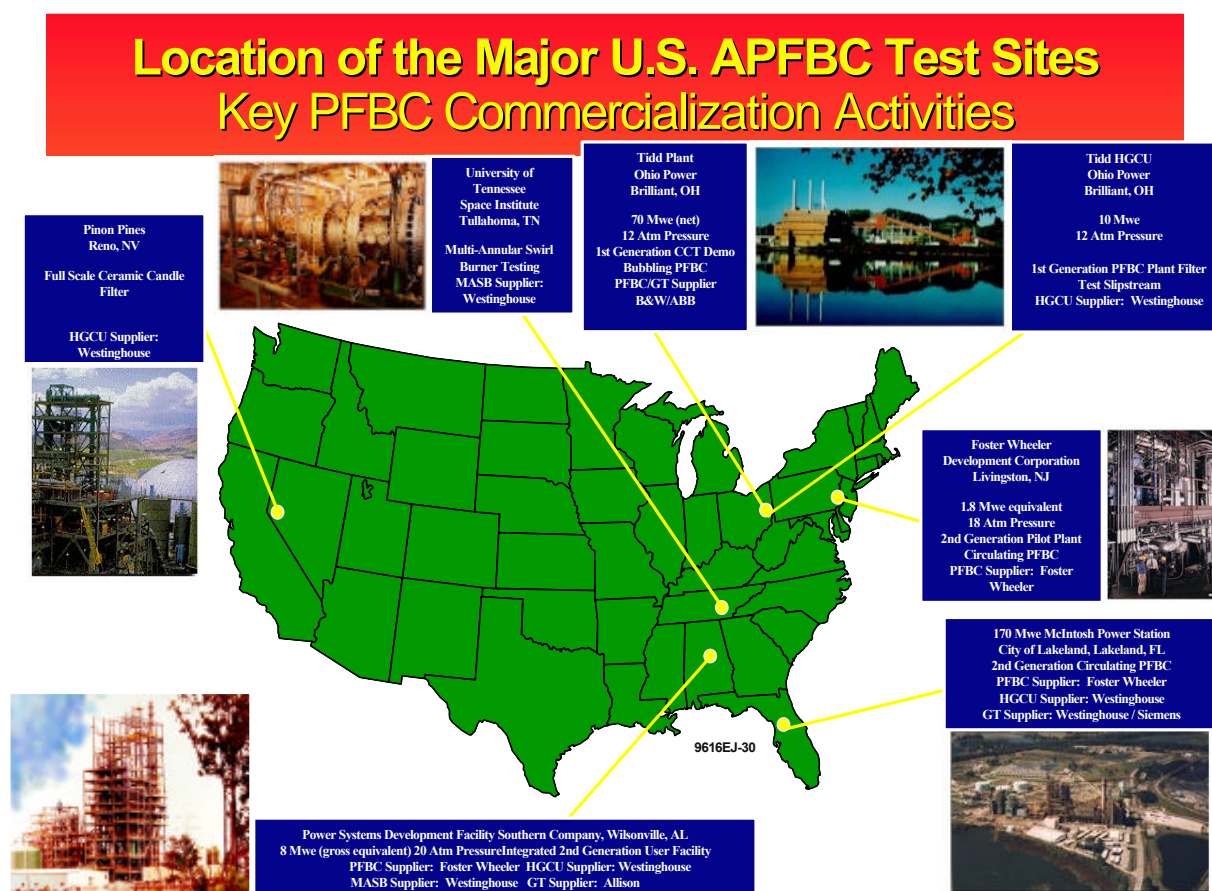 Location of the Major U.S. APFBC Test Sites
Key PFBC Commercialization Activities
Pinon Pines
Reno, NV
Full Scale Ceramic Candle
Filter
HGCU Supplier:
Westinghouse
University of
Tennessee
Space Institute
Tullahoma, TN
Multi-Annular Swirl
Burner Testing
MASB Supplier:
Westinghouse
Tidd Plant
Ohio Power
Brilliant, OH
70 Mwe (net)
12 Atm Pressure
1st Generation CCT Demo
Bubbling PFBC
PFBC/GT Supplier
B&W/ABB
Tidd HGCU
Ohio Power
Brilliant, OH
10 Mwe
12 Atm Pressure
1st Generation PFBC Plant Filter
Test Slipstream
HGCU Supplier: Westinghouse
Foster Wheeler
Development Corporation
Livingston, NJ
1.8 Mwe equivalent
18 Atm Pressure
2nd Generation Pilot Plant
Circulating PFBC
PFBC Supplier: Foster
Wheeler
170 Mwe McIntosh Power Station
City of Lakeland, Lakeland, FL
2nd Generation Circulating PFBC
PFBC Supplier: Foster Wheeler
HGCU Supplier: Westinghouse
GT Supplier: Westinghouse / Siemens
9616EJ-30
Power Systems Development Facility Southern Company, Wilsonville, AL
8 Mwe (gross equivalent) 20 Atm PressureIntegrated 2nd Generation User Facility
PFBC Supplier: Foster Wheeler HGCU Supplier: Westinghouse
MASB Supplier: Westinghouse GT Supplier: Allison